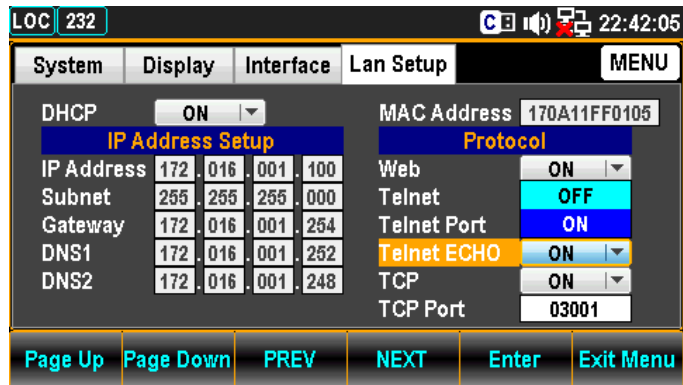 LOC 232 C 22:42:05
System Display Interface Lan Setup MENU
DHCP ON MAC Address 170A11FF0105
IP Address Setup Protocol
IP Address 172 . 016 . 001 . 100 Web ON
Subnet 255 . 255 . 255 . 000 Telnet OFF
Gateway 172 . 016 . 001 . 254 Telnet Port ON
DNS1 172 . 016 . 001 . 252 Telnet ECHO ON
DNS2 172 . 016 . 001 . 248 TCP ON
TCP Port 03001
Page Up Page Down PREV NEXT Enter Exit Menu